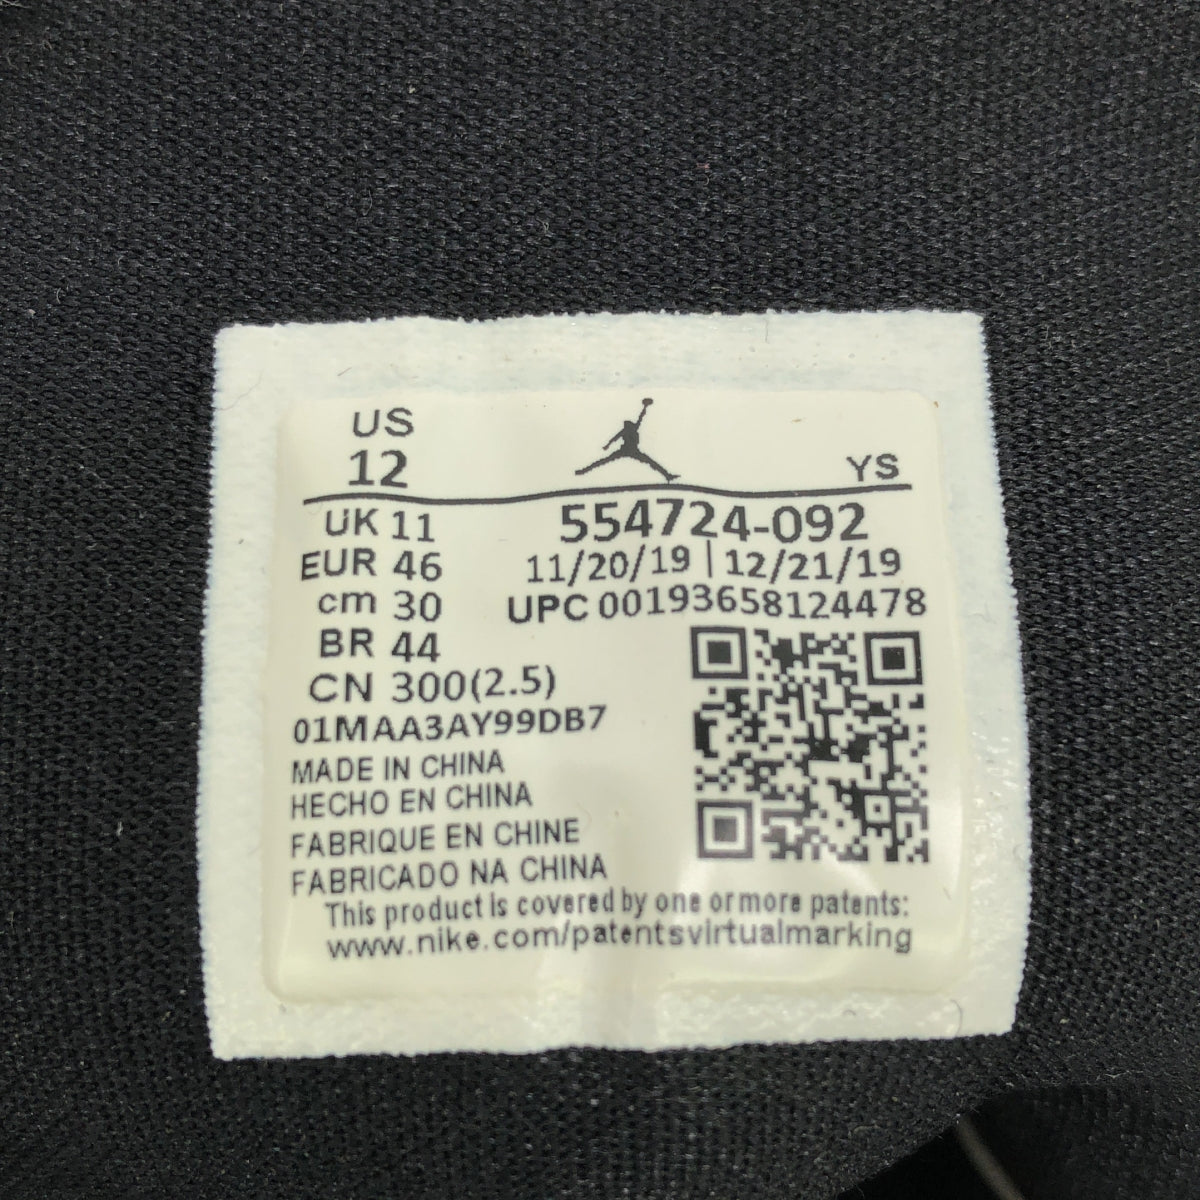 US
12
YS
UK 11
554724-092
EUR 46
11/20/19 | 12/21/19
cm 30
UPC 00193658124478
BR 44
CN 300(2.5)
01MAA3AY99DB7
MADE IN CHINA
HECHO EN CHINA
FABRIQUE EN CHINE
FABRICADO NA CHINA
This product is covered by one or more patents:
www.nike.com/patentsvirtualmarking